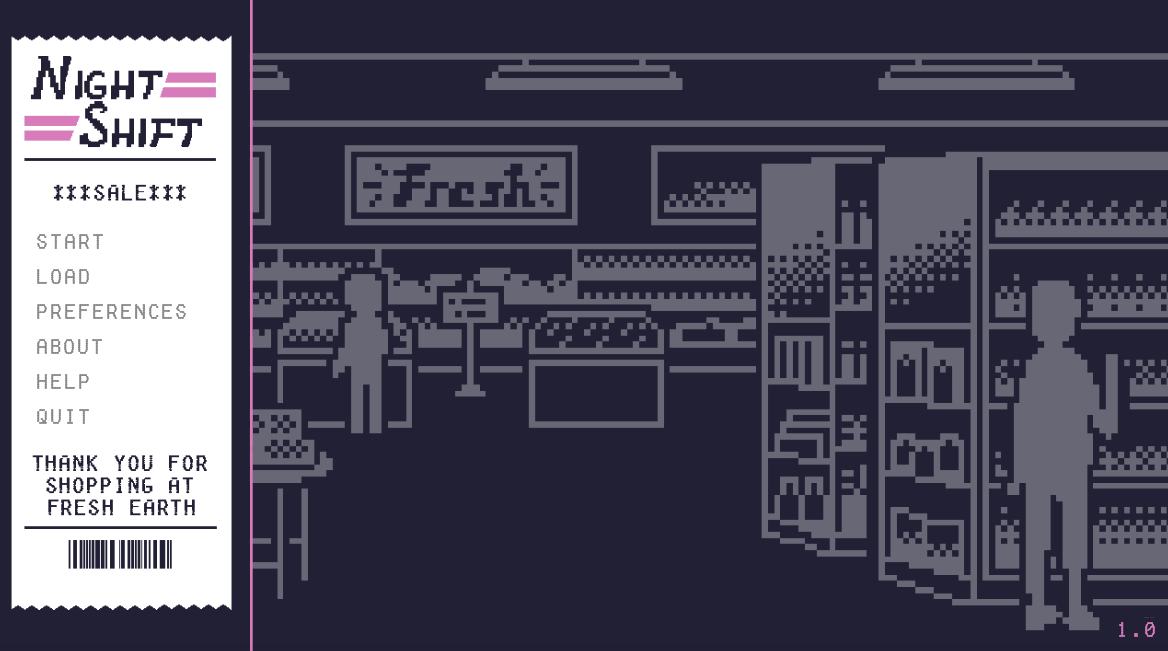 NIGHT
SHIFT
***SALE***
START
LOAD
PREFERENCES
ABOUT
HELP
QUIT
THANK YOU FOR
SHOPPING AT
FRESH EARTH
Fresh
1.0